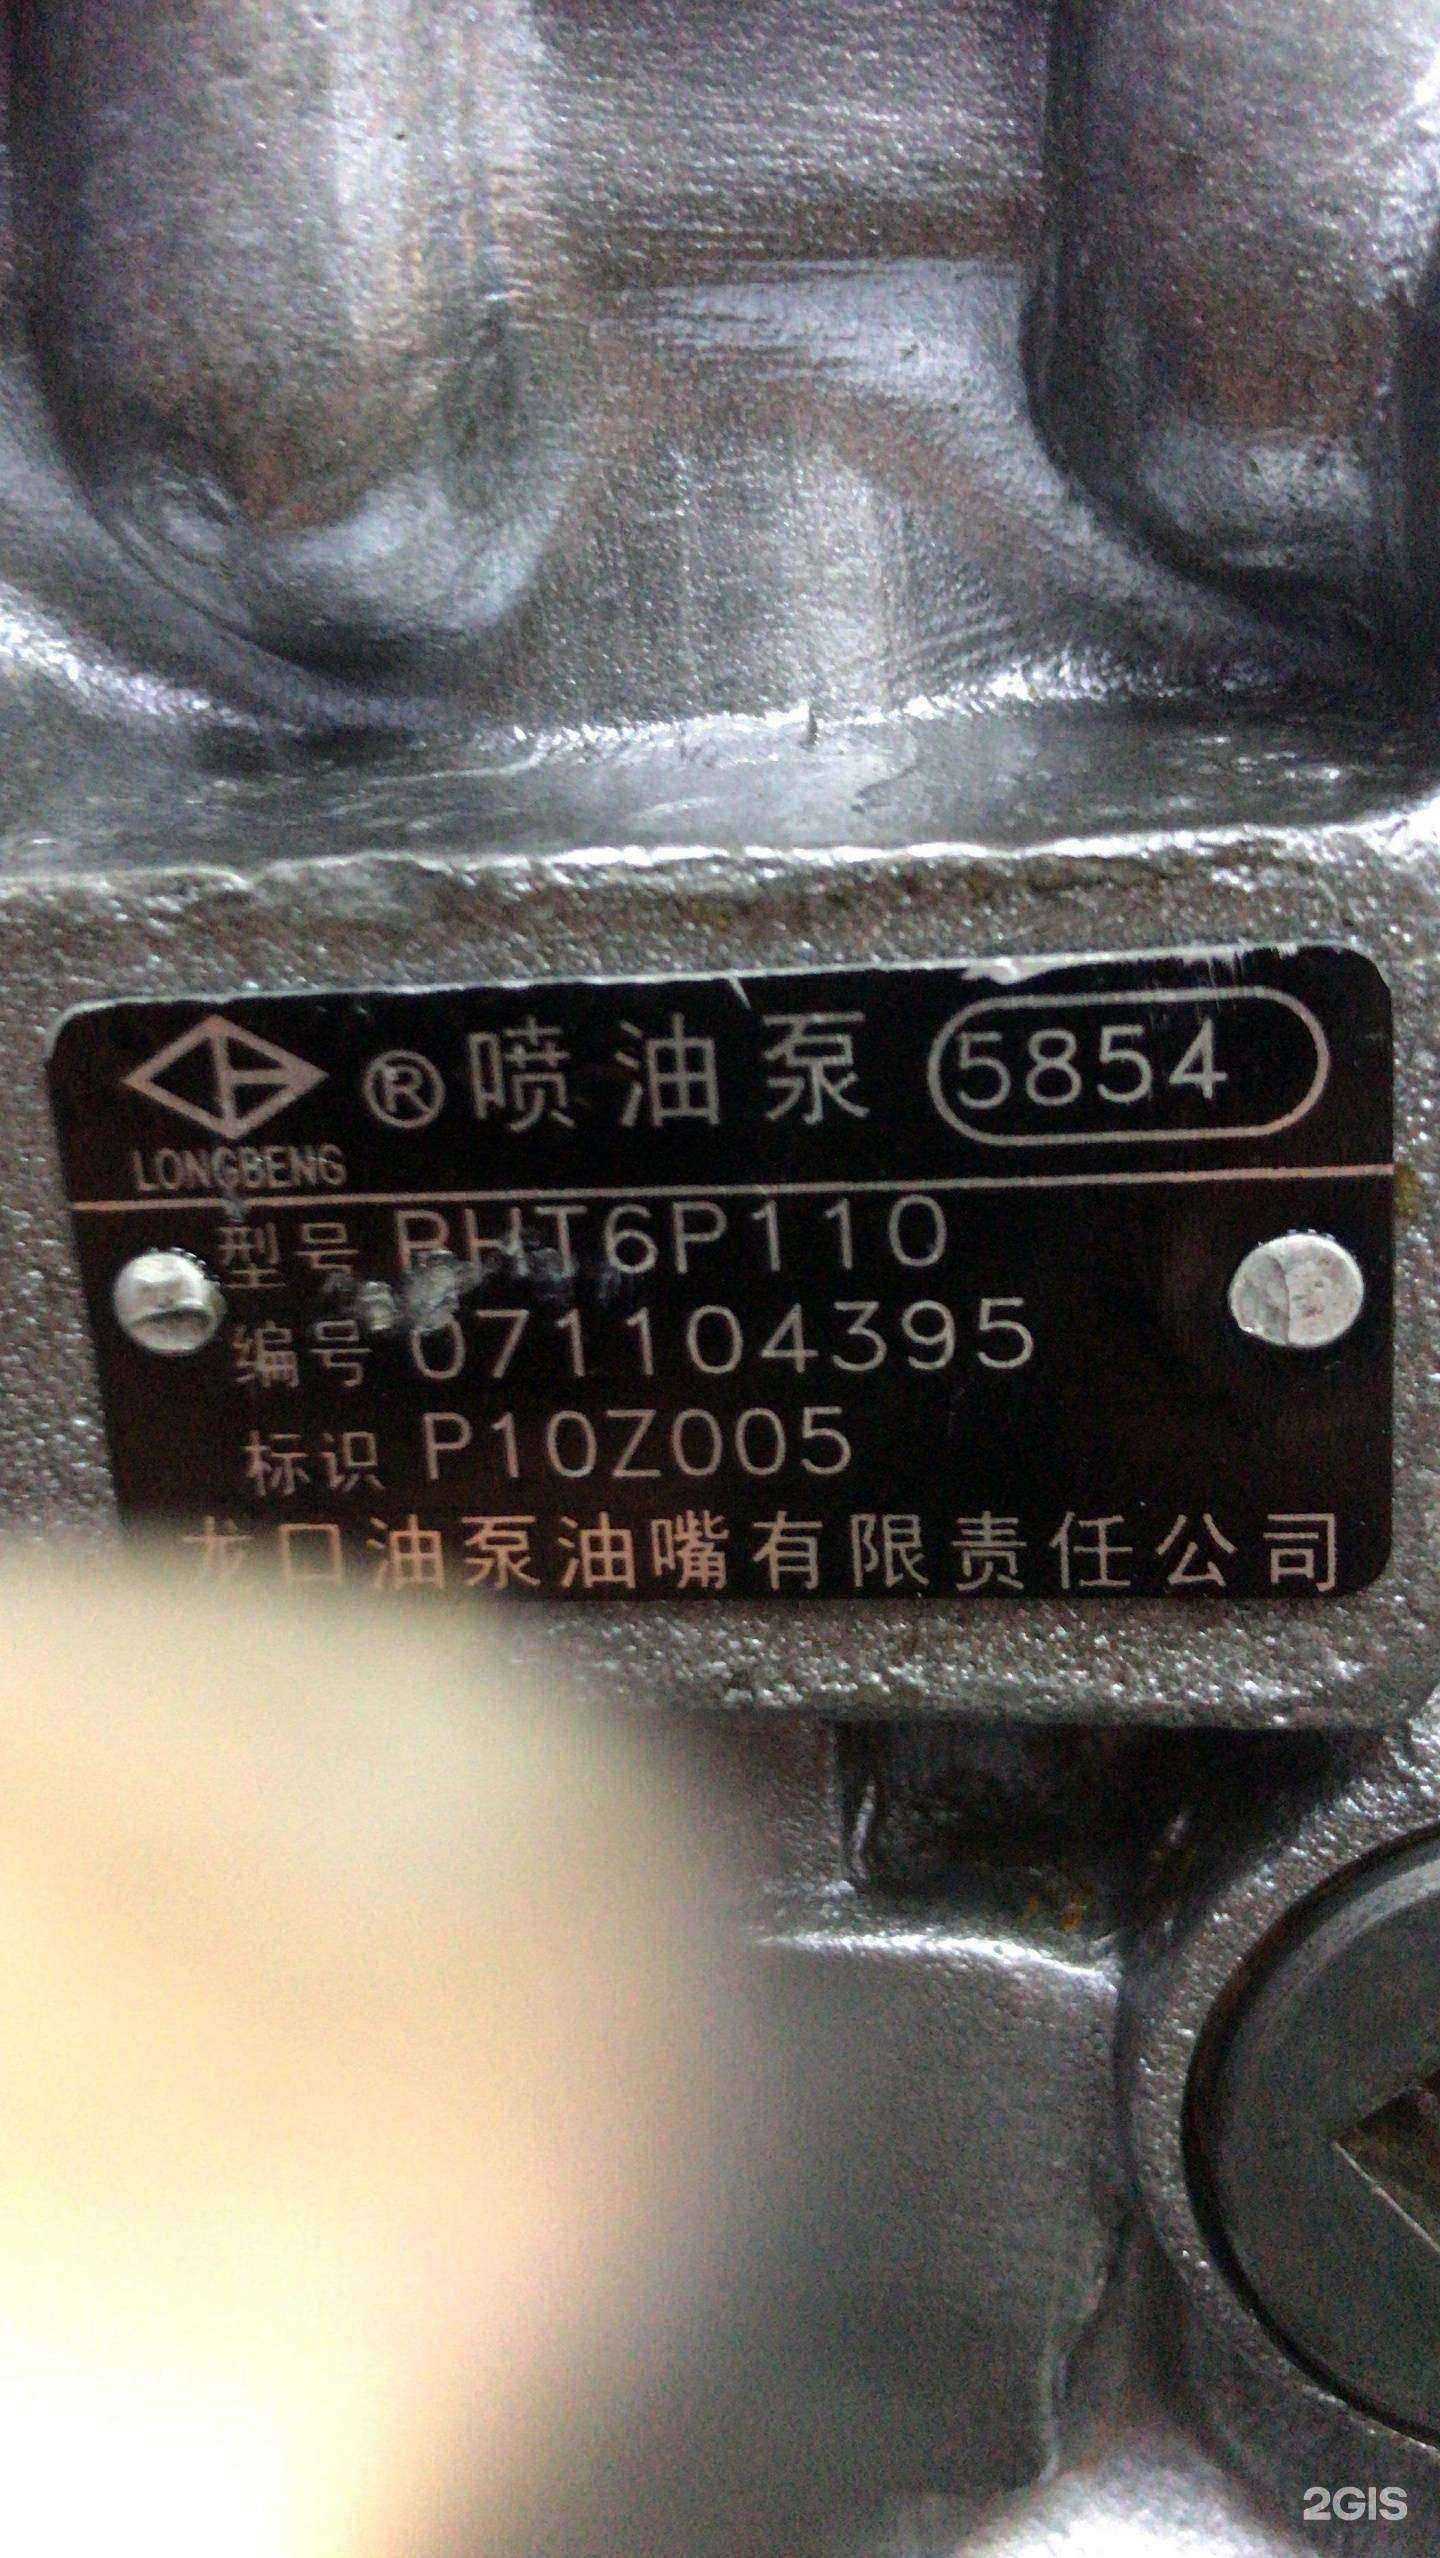 ® 喷油泵 5854
LONGBENG
型号 BHT6P110
编号 071104395
标识 P10Z005
龙口油泵油嘴有限责任公司
2GIS